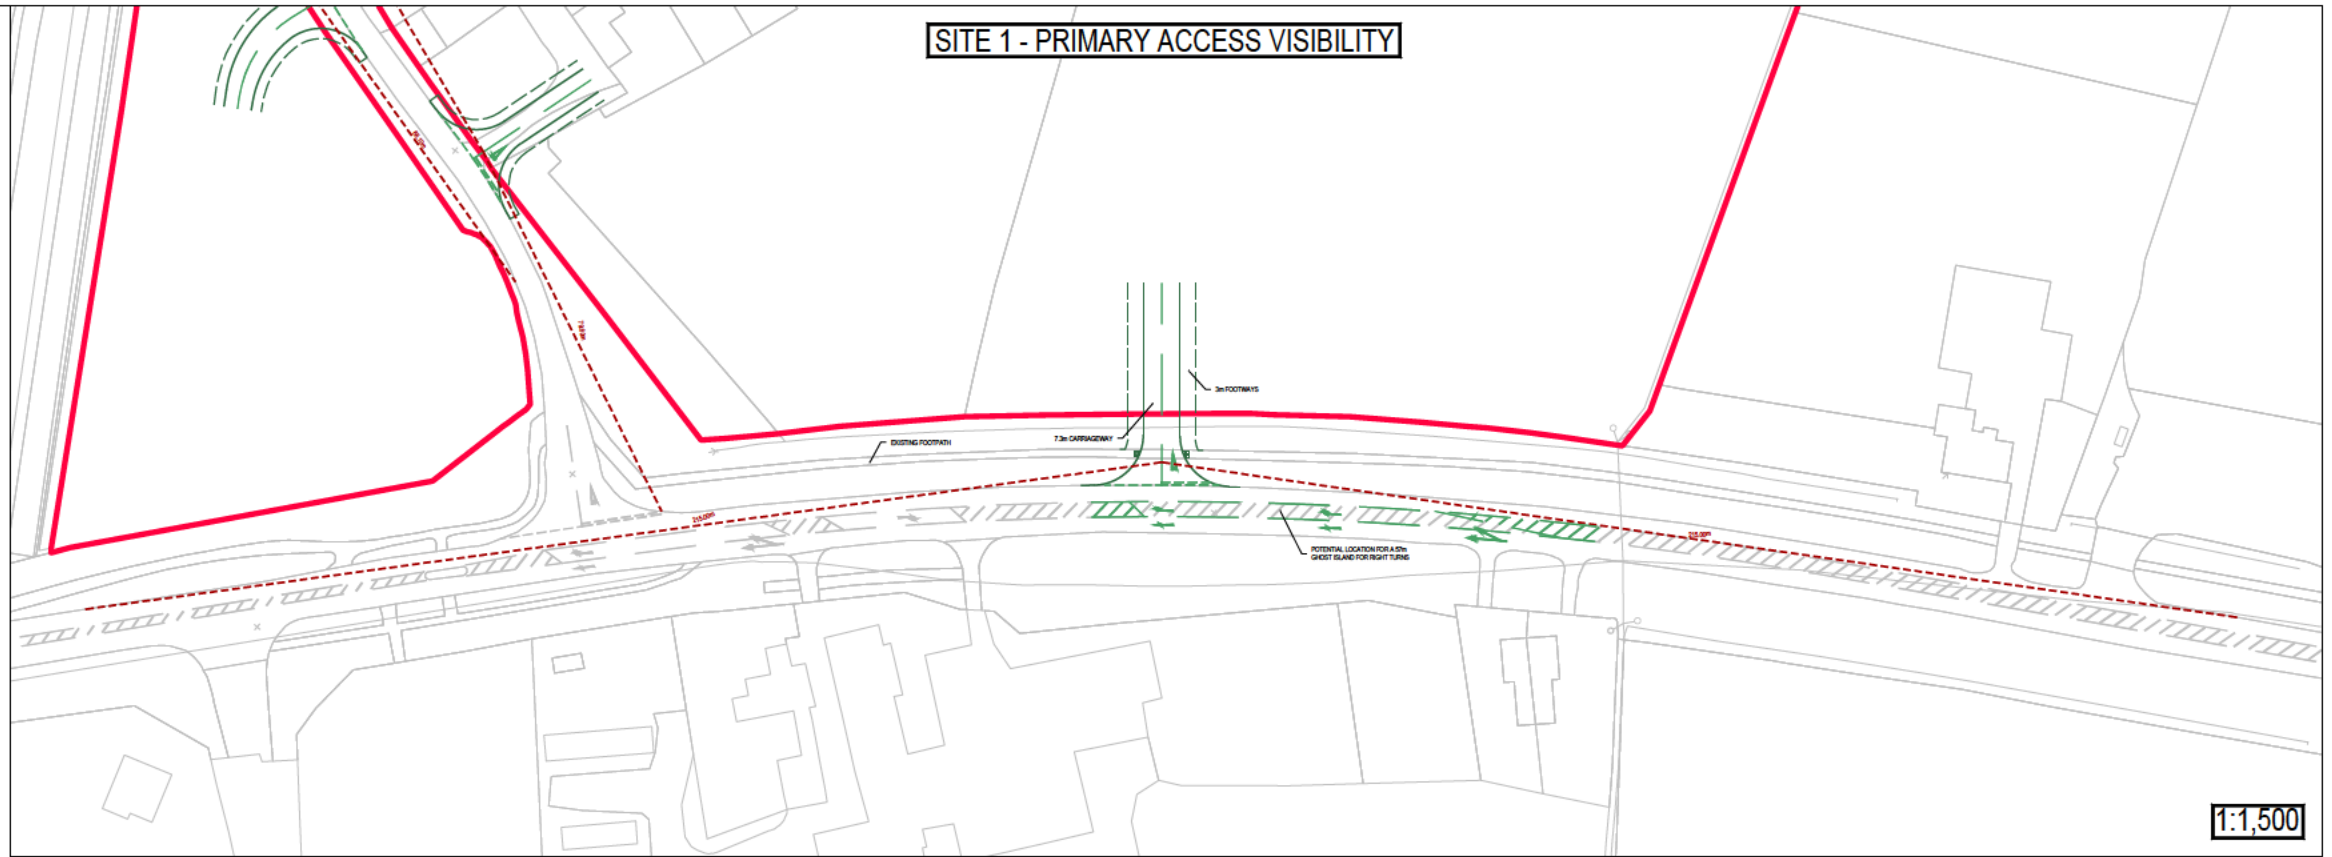 SITE 1 - PRIMARY ACCESS VISIBILITY
3m FOOTWAYS
7.3m CARRIAGEWAY
EXISTING FOOTPATH
215.00m
215.00m
POTENTIAL LOCATION FOR A 57m
GHOST ISLAND FOR RIGHT TURNS
1:1,500